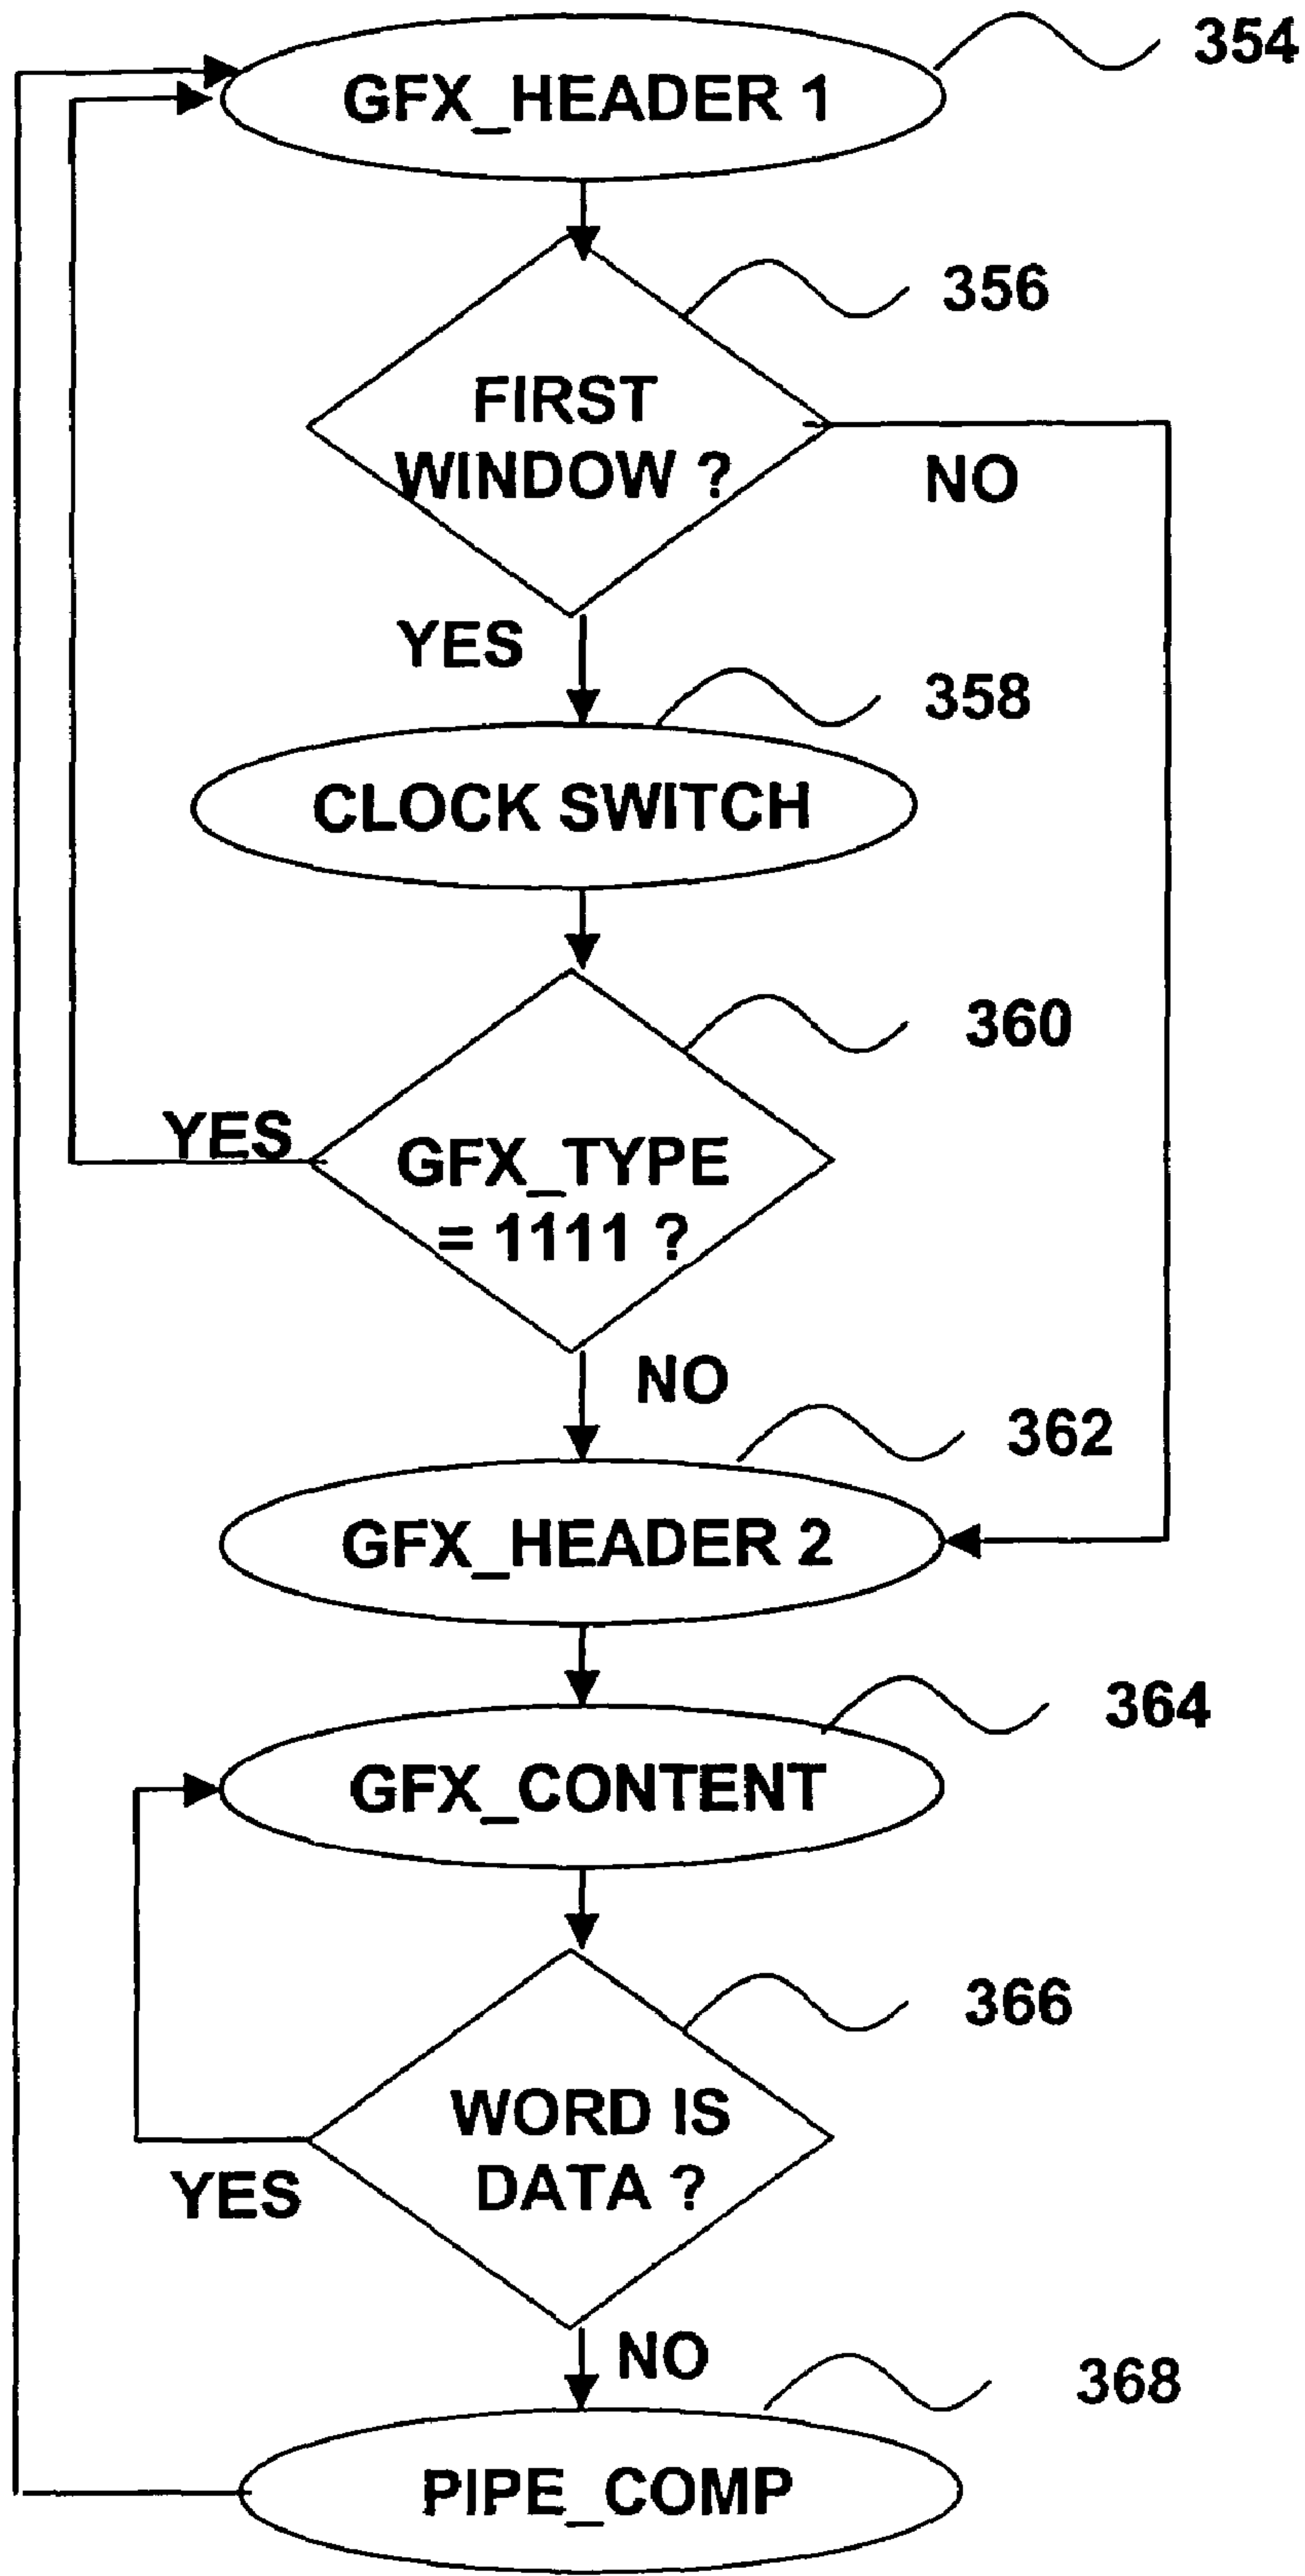 354
GFX_HEADER 1
356
FIRST
WINDOW ?
NO
YES
358
CLOCK SWITCH
360
YES
GFX_TYPE
= 1111 ?
NO
362
GFX_HEADER 2
364
GFX_CONTENT
366
WORD IS
DATA ?
YES
NO
368
PIPE_COMP